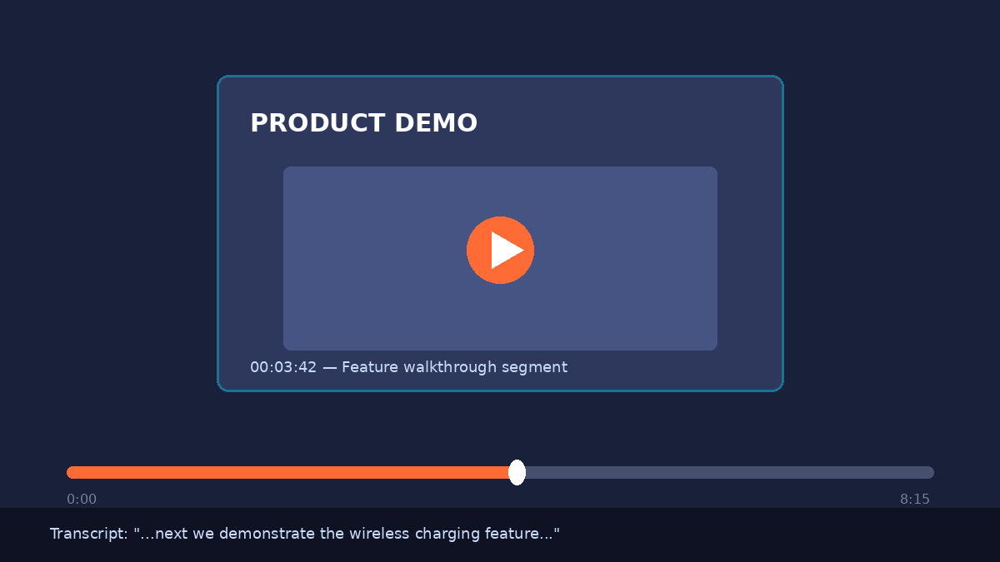 PRODUCT DEMO
00:03:42 — Feature walkthrough segment
0:00
8:15
Transcript: "...next we demonstrate the wireless charging feature..."